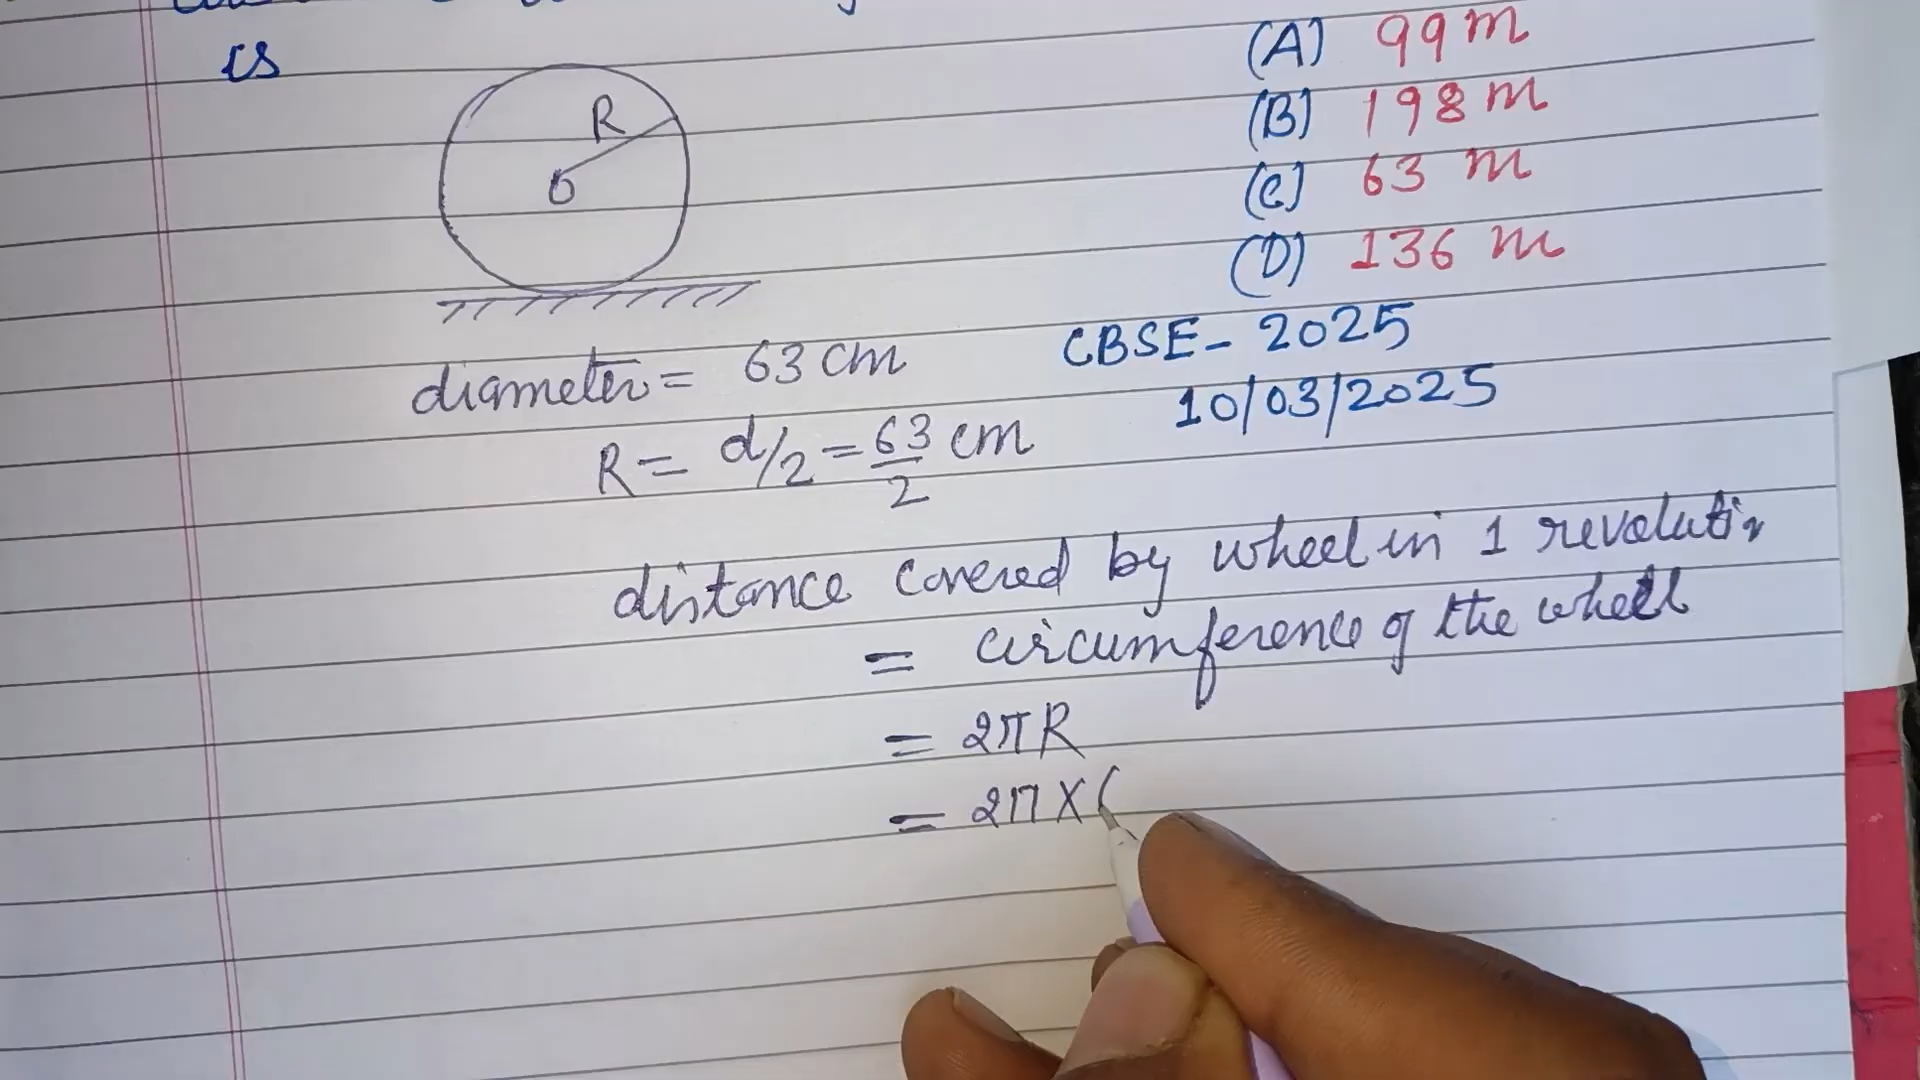 is
(A) 99 m
(B) 198 m
(C) 63 m
(D) 136 m
R
O
diameter = 63 cm
R = d/2 = 63/2 cm
CBSE - 2025
10/03/2025
distance covered by wheel in 1 revolutin
= circumference of the wheel
= 2πR
= 2π × (